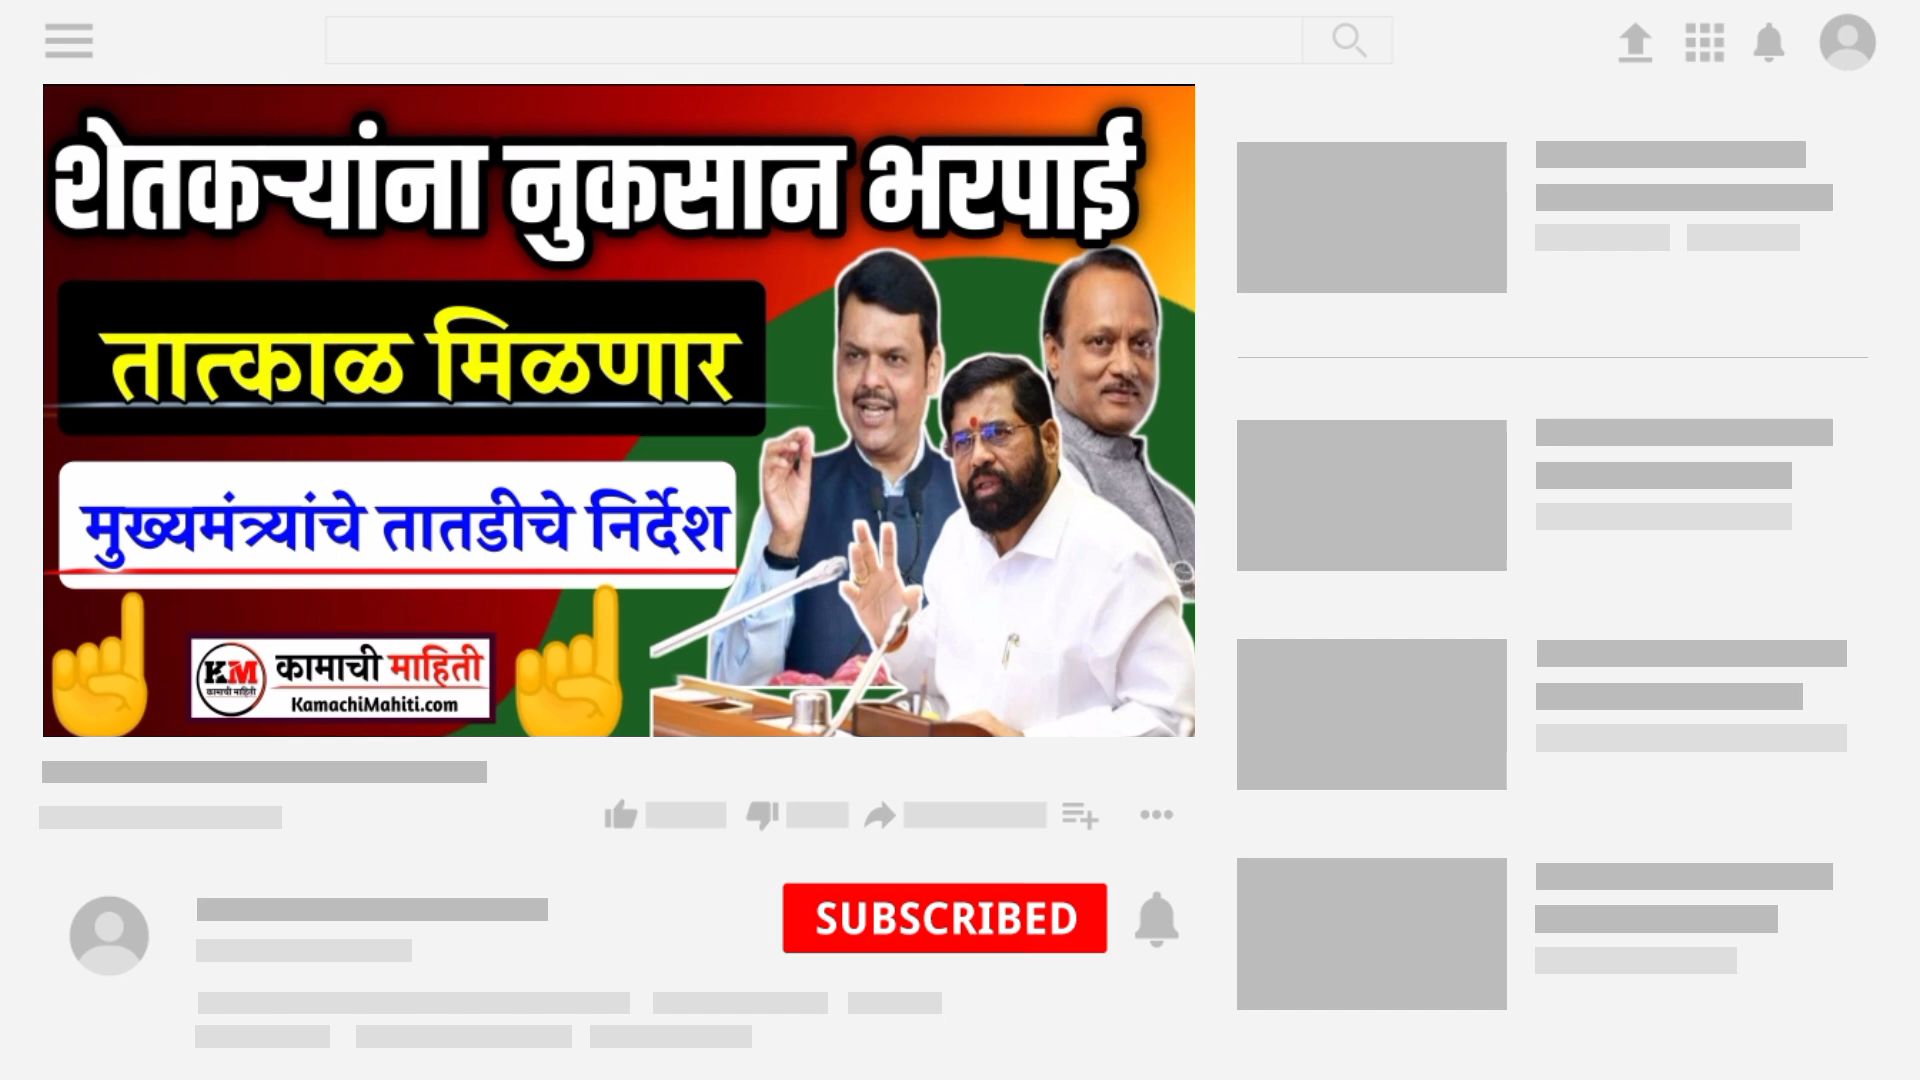 शेतकऱ्यांना नुकसान भरपाई
तात्काळ मिळणार
मुख्यमंत्र्यांचे तातडीचे निर्देश
KM
कामाची माहिती
कामाची माहिती
KamachiMahiti.com
SUBSCRIBED